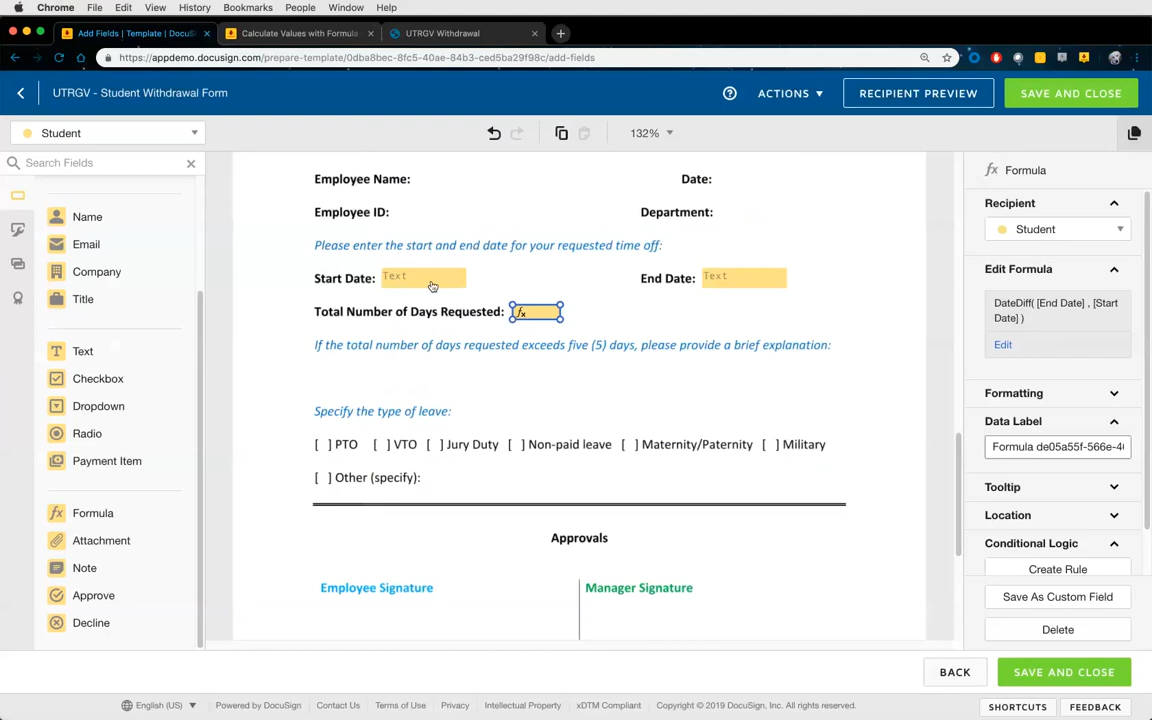 Chrome File Edit View History Bookmarks People Window Help
Add Fields | Template | DocuS
Calculate Values with Formula
UTRGV Withdrawal
https://appdemo.docusign.com/prepare-template/0dba8bec-8fc5-40ae-84b3-ced5ba29f98c/add-fields
UTRGV - Student Withdrawal Form
ACTIONS
RECIPIENT PREVIEW
SAVE AND CLOSE
Student
132%
Search Fields
Name
Email
Company
Title
Text
Checkbox
Dropdown
Radio
Payment Item
Formula
Attachment
Note
Approve
Decline
Employee Name: Date:
Employee ID: Department:
Please enter the start and end date for your requested time off:
Start Date: Text End Date: Text
Total Number of Days Requested: fx
If the total number of days requested exceeds five (5) days, please provide a brief explanation:
Specify the type of leave:
[ ] PTO [ ] VTO [ ] Jury Duty [ ] Non-paid leave [ ] Maternity/Paternity [ ] Military
[ ] Other (specify):
Approvals
Employee Signature Manager Signature
fx Formula
Recipient
Student
Edit Formula
DateDiff( [End Date] , [Start
Date] )
Edit
Formatting
Data Label
Formula de05a55f-566e-4
Tooltip
Location
Conditional Logic
Create Rule
Save As Custom Field
Delete
BACK
SAVE AND CLOSE
English (US) Powered by DocuSign Contact Us Terms of Use Privacy Intellectual Property xDTM Compliant Copyright © 2019 DocuSign, Inc. All rights reserved.
SHORTCUTS FEEDBACK